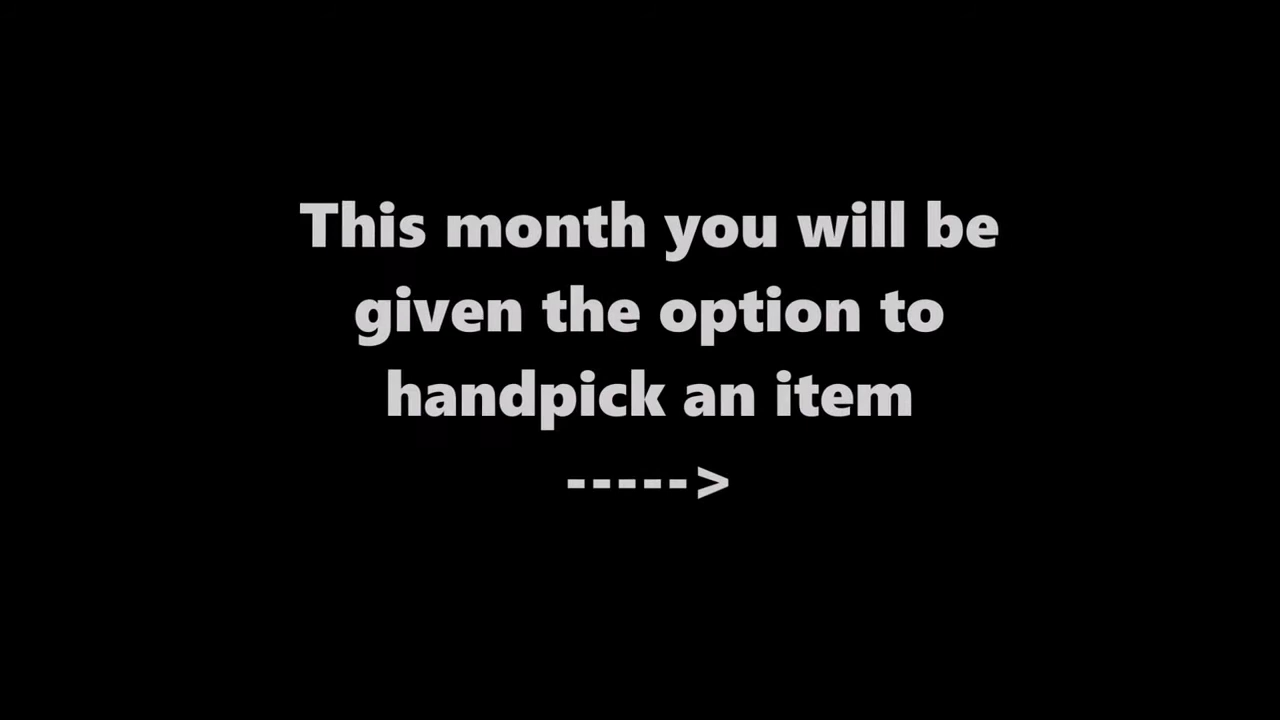 This month you will be
given the option to
handpick an item
----->